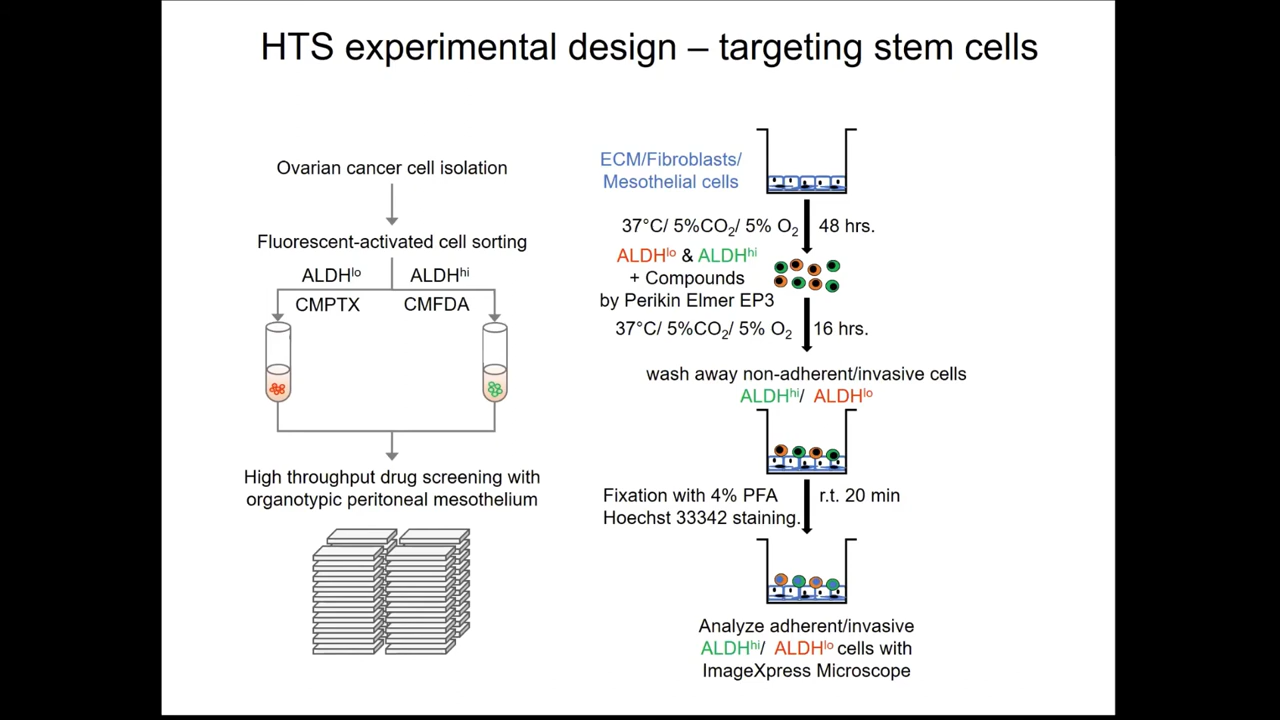 HTS experimental design – targeting stem cells
Ovarian cancer cell isolation
Fluorescent-activated cell sorting
ALDHlo ALDHhi
CMPTX CMFDA
High throughput drug screening with
organotypic peritoneal mesothelium
ECM/Fibroblasts/
Mesothelial cells
37°C/ 5%CO2/ 5% O2 48 hrs.
ALDHlo & ALDHhi
+ Compounds
by Perikin Elmer EP3
37°C/ 5%CO2/ 5% O2 16 hrs.
wash away non-adherent/invasive cells
ALDHhi/ ALDHlo
Fixation with 4% PFA r.t. 20 min
Hoechst 33342 staining.
Analyze adherent/invasive
ALDHhi/ ALDHlo cells with
ImageXpress Microscope